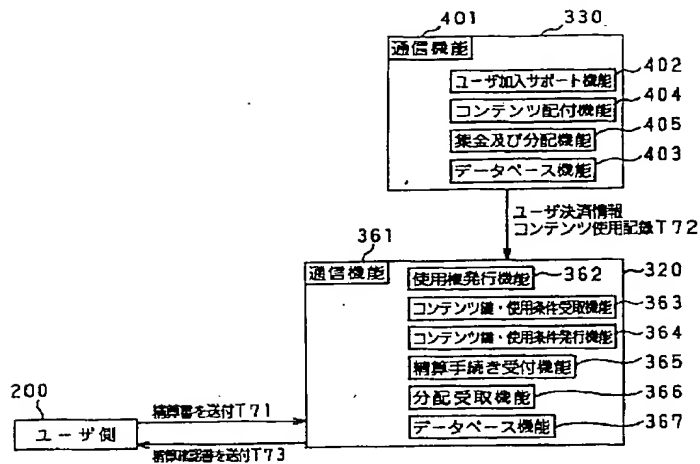 401
330
通信機能
402
ユーザ加入サポート機能
404
コンテンツ配付機能
405
集金及び分配機能
403
データベース機能
ユーザ決済情報
コンテンツ使用記録T72
361
通信機能
使用権発行機能
362
320
363
コンテンツ鍵・使用条件受取機能
364
コンテンツ鍵・使用条件発行機能
365
精算手続き受付機能
366
分配受取機能
367
データベース機能
200
ユーザ側
精算書を送付T71
精算確認書を送付T73